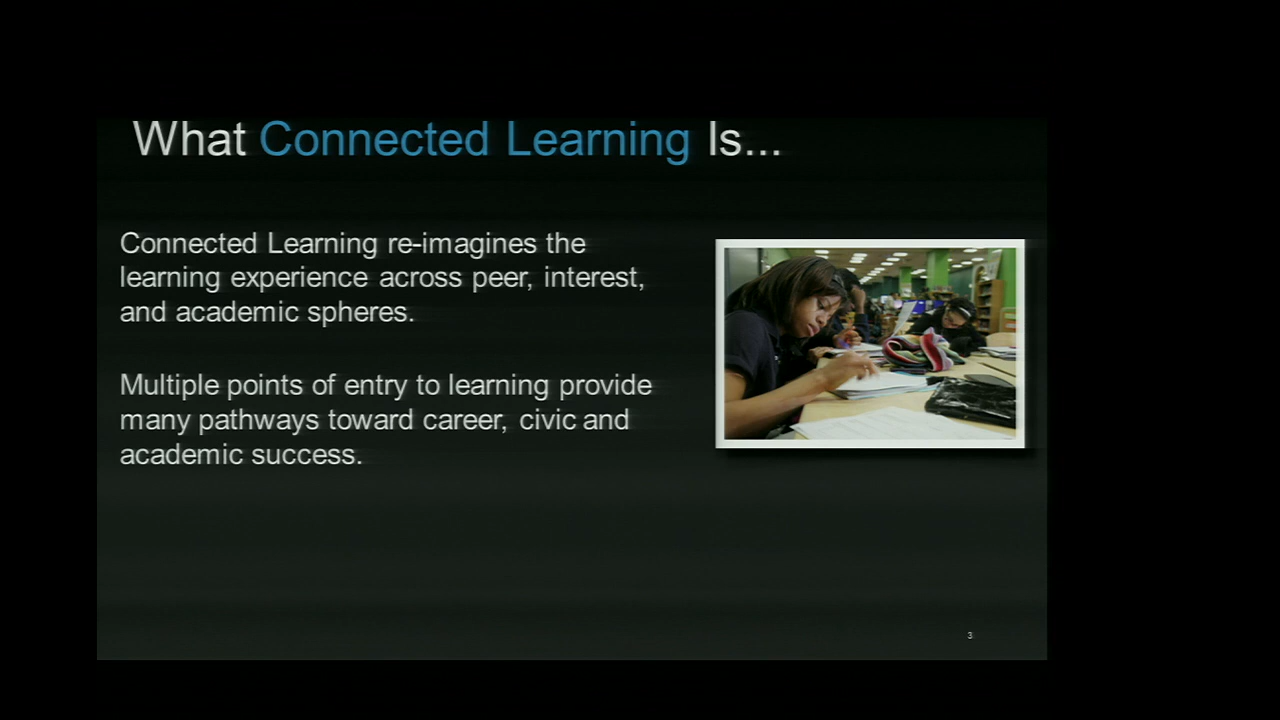 What Connected Learning Is...
Connected Learning re-imagines the
learning experience across peer, interest,
and academic spheres.
Multiple points of entry to learning provide
many pathways toward career, civic and
academic success.
3